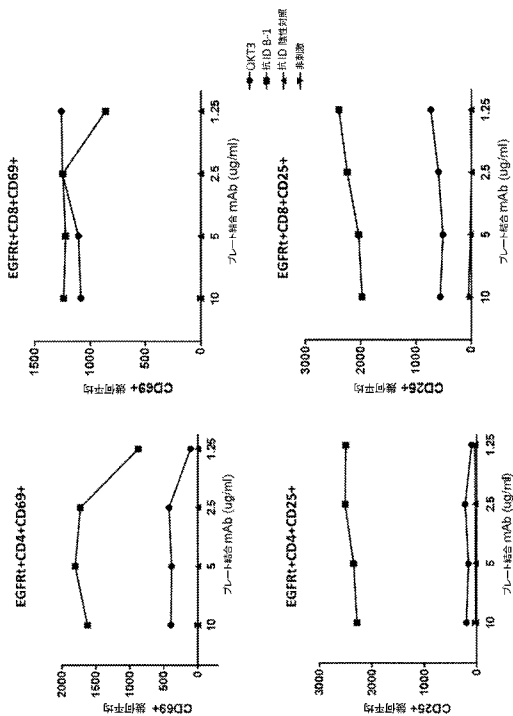 EGFRt+CD4+CD69+
CD69+ 幾何平均
2000
1500
1000
500
0
10 5 2.5 1.25
プレート結合 mAb (ug/ml)
EGFRt+CD8+CD69+
CD69+ 幾何平均
1500
1000
500
0
10 5 2.5 1.25
プレート結合 mAb (ug/ml)
OKT3
抗ID B-1
抗ID 陰性対照
非刺激
EGFRt+CD4+CD25+
CD25+ 幾何平均
3000
2000
1000
0
10 5 2.5 1.25
プレート結合 mAb (ug/ml)
EGFRt+CD8+CD25+
CD25+ 幾何平均
3000
2000
1000
0
10 5 2.5 1.25
プレート結合 mAb (ug/ml)